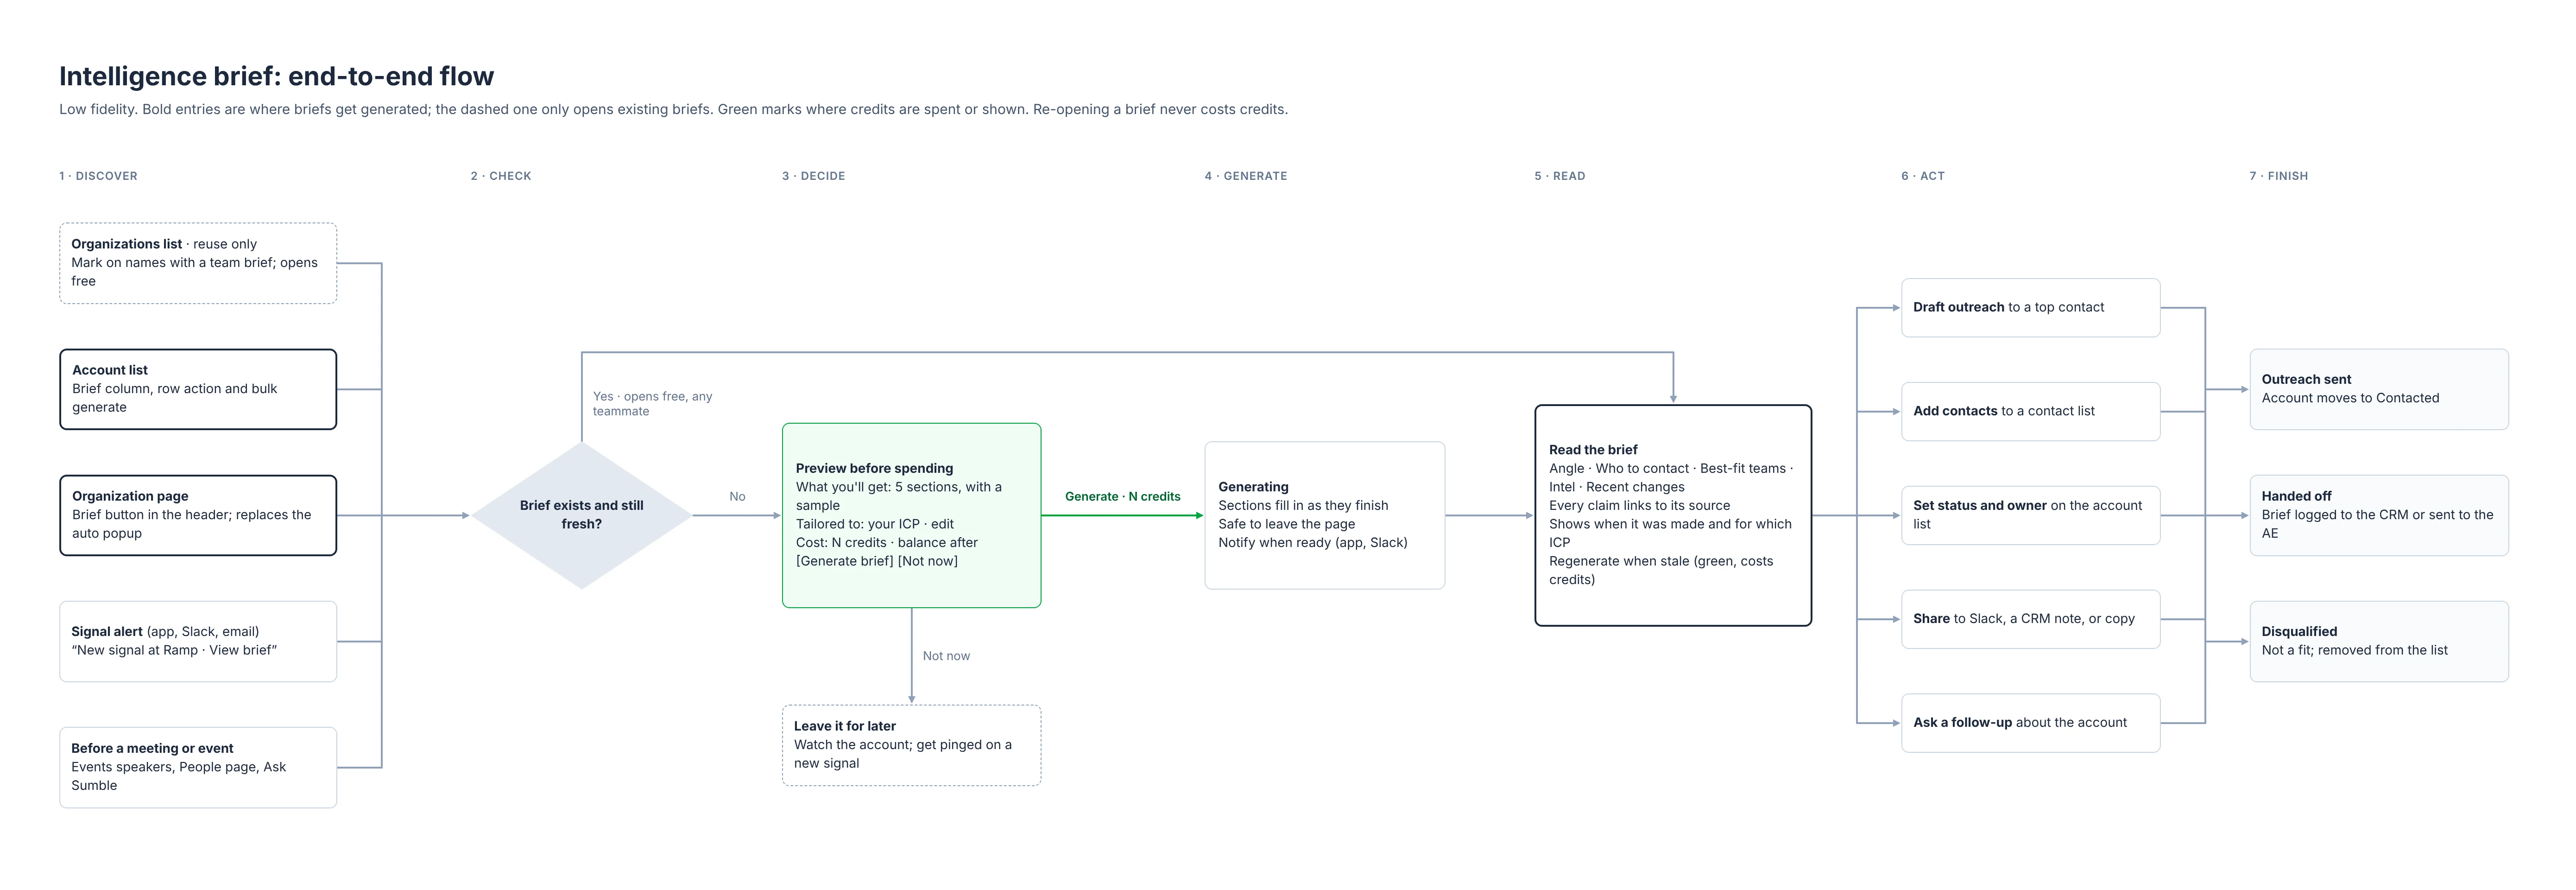 Intelligence brief: end-to-end flow
Low fidelity. Bold entries are where briefs get generated; the dashed one only opens existing briefs. Green marks where credits are spent or shown. Re-opening a brief never costs credits.
1 · DISCOVER
2 · CHECK
3 · DECIDE
4 · GENERATE
5 · READ
6 · ACT
7 · FINISH
Organizations list · reuse only
Mark on names with a team brief; opens
free
Account list
Brief column, row action and bulk
generate
Organization page
Brief button in the header; replaces the
auto popup
Signal alert (app, Slack, email)
“New signal at Ramp · View brief”
Before a meeting or event
Events speakers, People page, Ask
Sumble
Brief exists and still
fresh?
Yes · opens free, any
teammate
No
Preview before spending
What you'll get: 5 sections, with a
sample
Tailored to: your ICP · edit
Cost: N credits · balance after
[Generate brief] [Not now]
Not now
Leave it for later
Watch the account; get pinged on a
new signal
Generate · N credits
Generating
Sections fill in as they finish
Safe to leave the page
Notify when ready (app, Slack)
Read the brief
Angle · Who to contact · Best-fit teams ·
Intel · Recent changes
Every claim links to its source
Shows when it was made and for which
ICP
Regenerate when stale (green, costs
credits)
Draft outreach to a top contact
Add contacts to a contact list
Set status and owner on the account
list
Share to Slack, a CRM note, or copy
Ask a follow-up about the account
Outreach sent
Account moves to Contacted
Handed off
Brief logged to the CRM or sent to the
AE
Disqualified
Not a fit; removed from the list